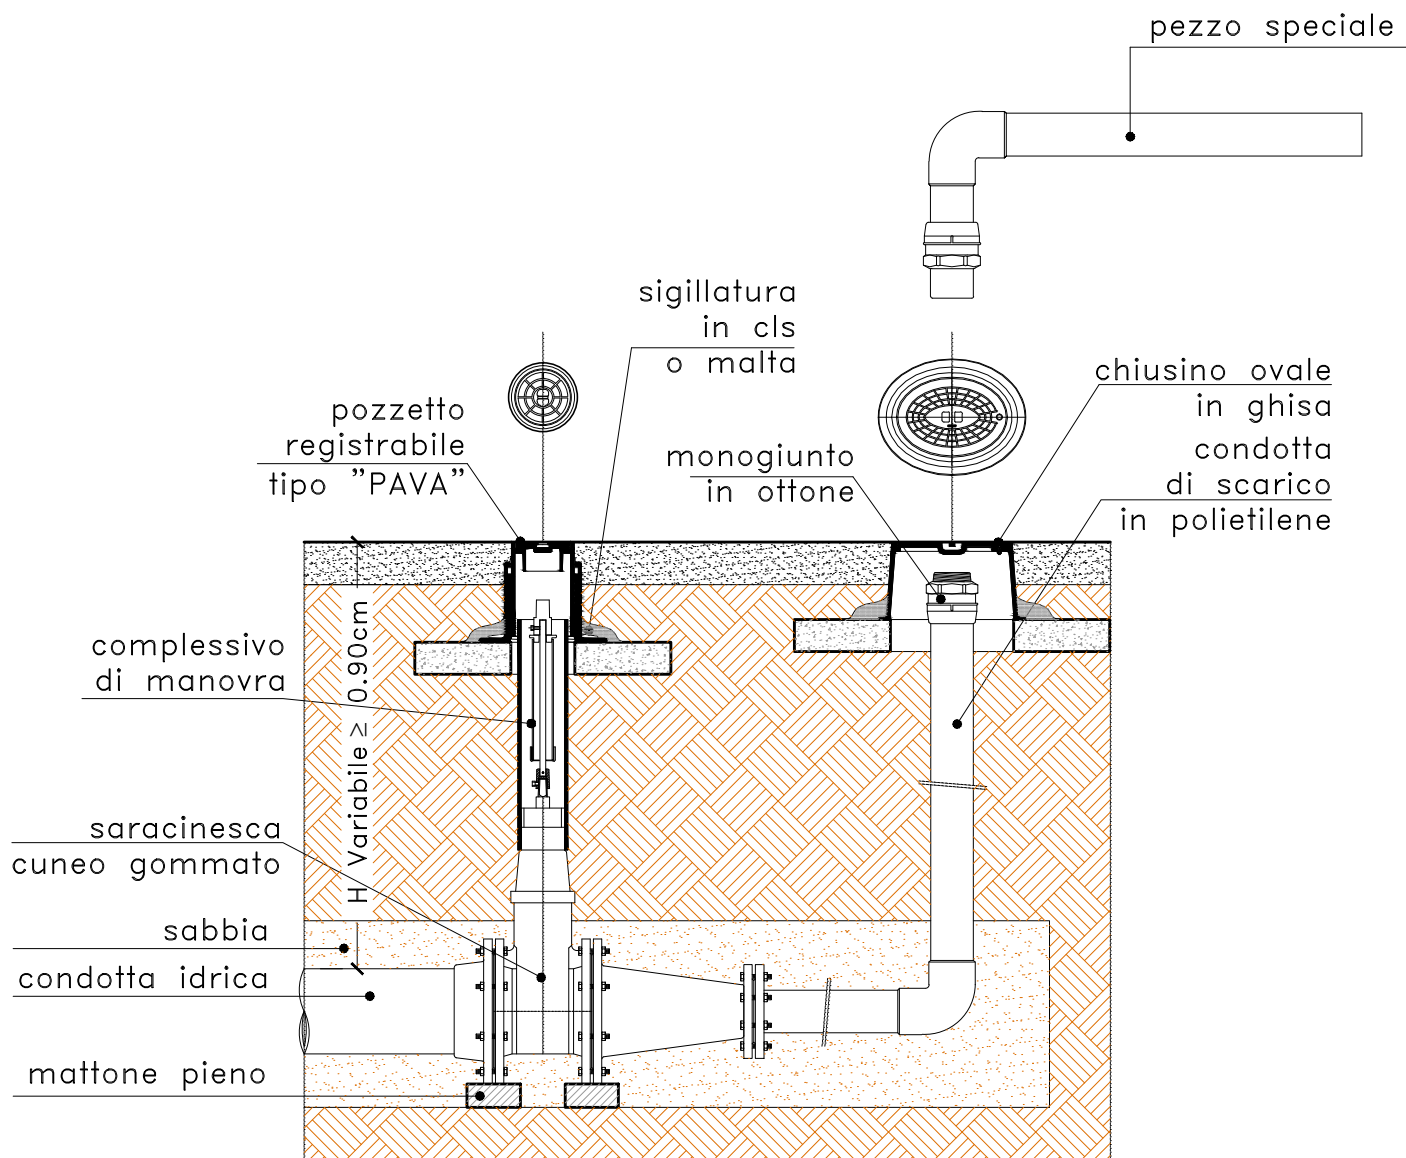 pezzo speciale
sigillatura
in cls
o malta
chiusino ovale
in ghisa
pozzetto
registrabile
tipo "PAVA"
monogiunto
in ottone
condotta
di scarico
in polietilene
complessivo
di manovra
H Variabile ≥ 0.90cm
saracinesca
cuneo gommato
sabbia
condotta idrica
mattone pieno